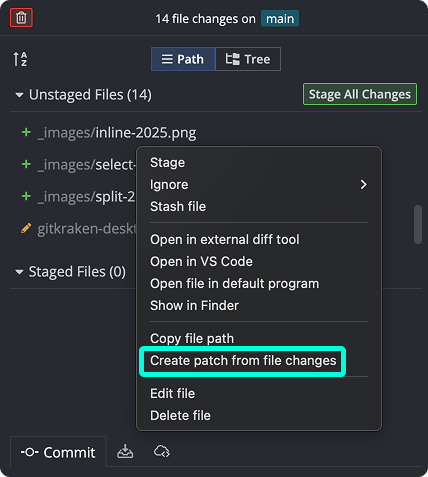 14 file changes on main
A Z
Path
Tree
Unstaged Files (14)
Stage All Changes
_images/inline-2025.png
_images/select-
_images/split-2
gitkraken-deskt
Staged Files (0)
Stage
Ignore
Stash file
Open in external diff tool
Open in VS Code
Open file in default program
Show in Finder
Copy file path
Create patch from file changes
Edit file
Delete file
Commit